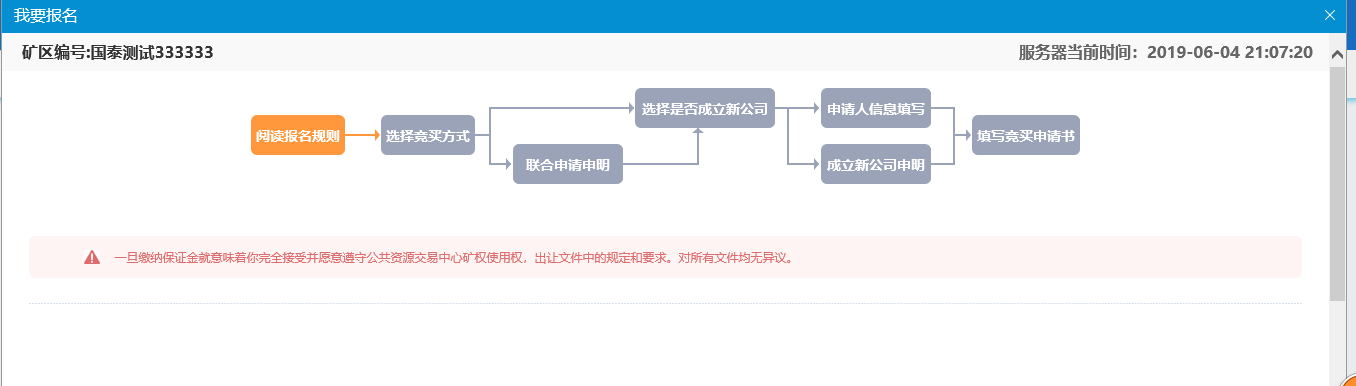 我要报名
矿区编号:国泰测试333333
服务器当前时间：2019-06-04 21:07:20
阅读报名规则
选择竞买方式
联合申请申明
选择是否成立新公司
申请人信息填写
成立新公司申明
填写竞买申请书
一旦缴纳保证金就意味着你完全接受并愿意遵守公共资源交易中心矿权使用权，出让文件中的规定和要求。对所有文件均无异议。